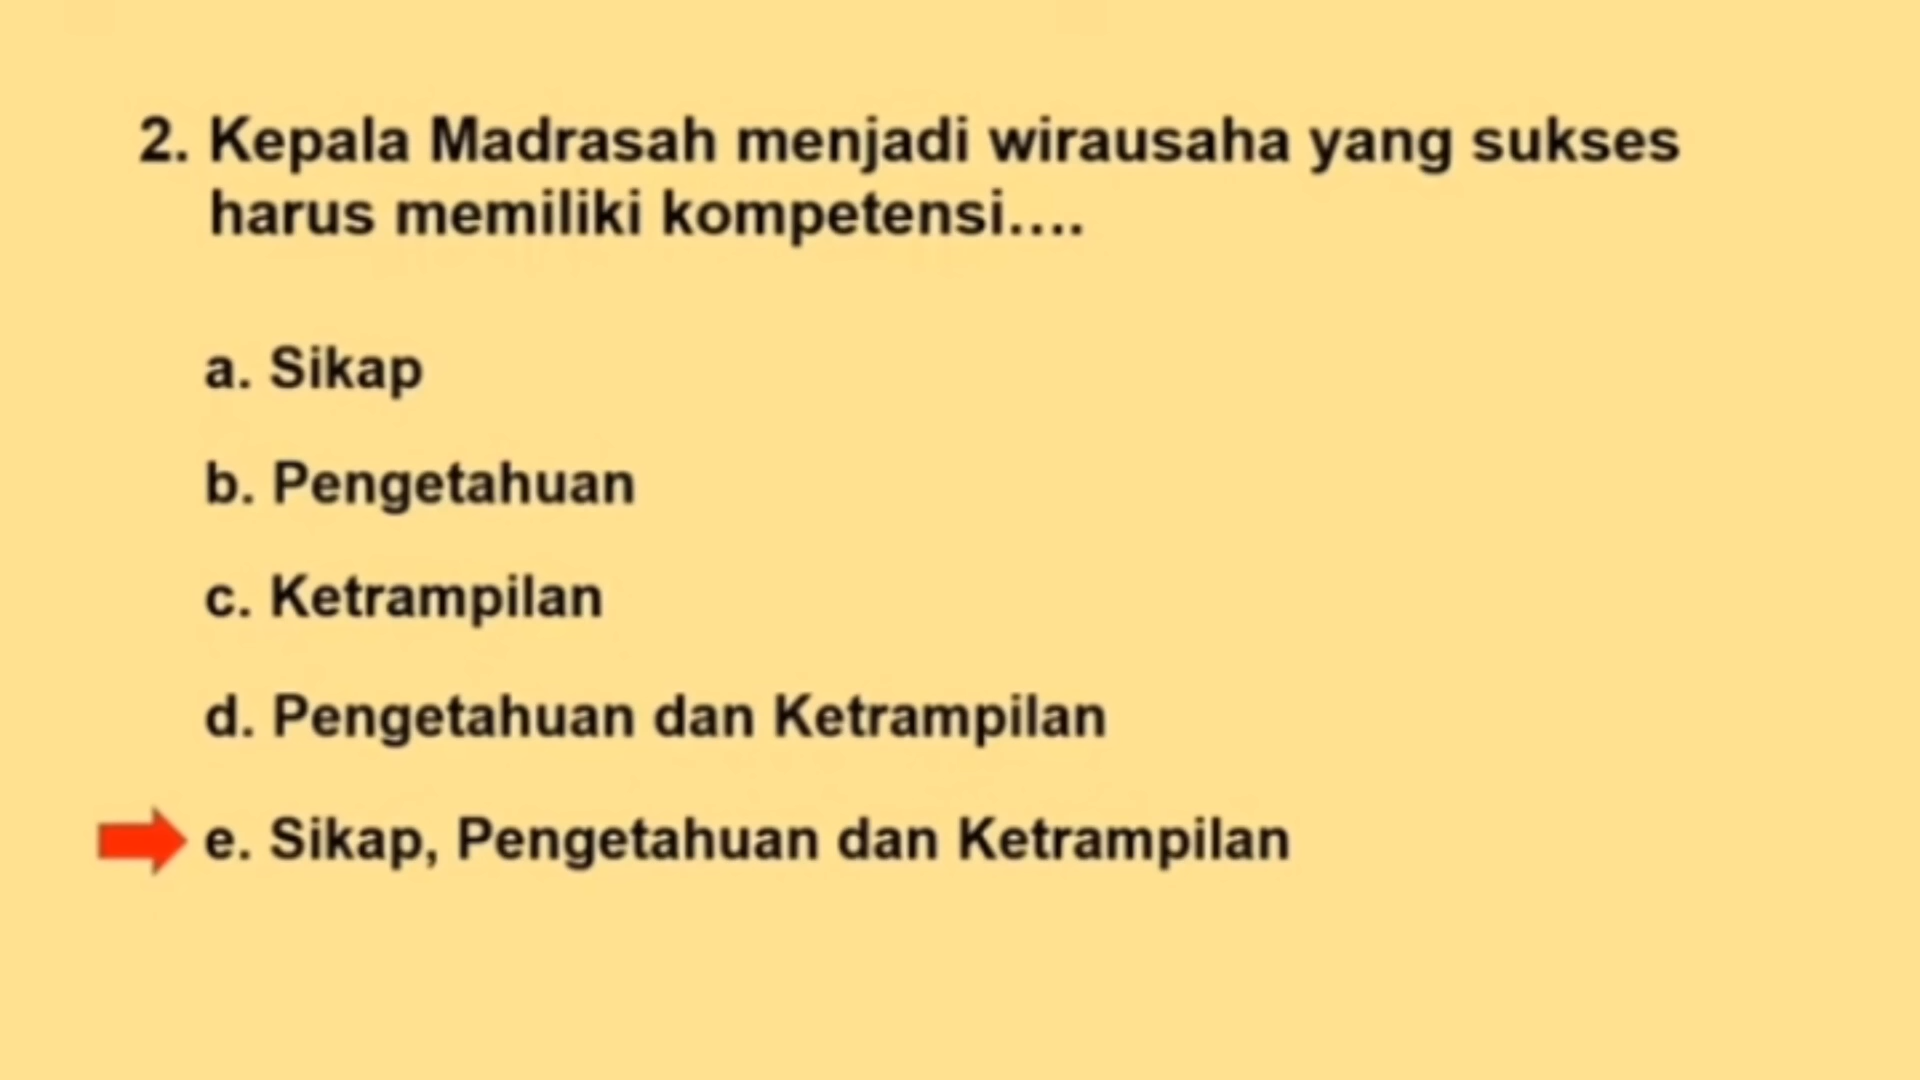 2. Kepala Madrasah menjadi wirausaha yang sukses
harus memiliki kompetensi....
a. Sikap
b. Pengetahuan
c. Ketrampilan
d. Pengetahuan dan Ketrampilan
e. Sikap, Pengetahuan dan Ketrampilan